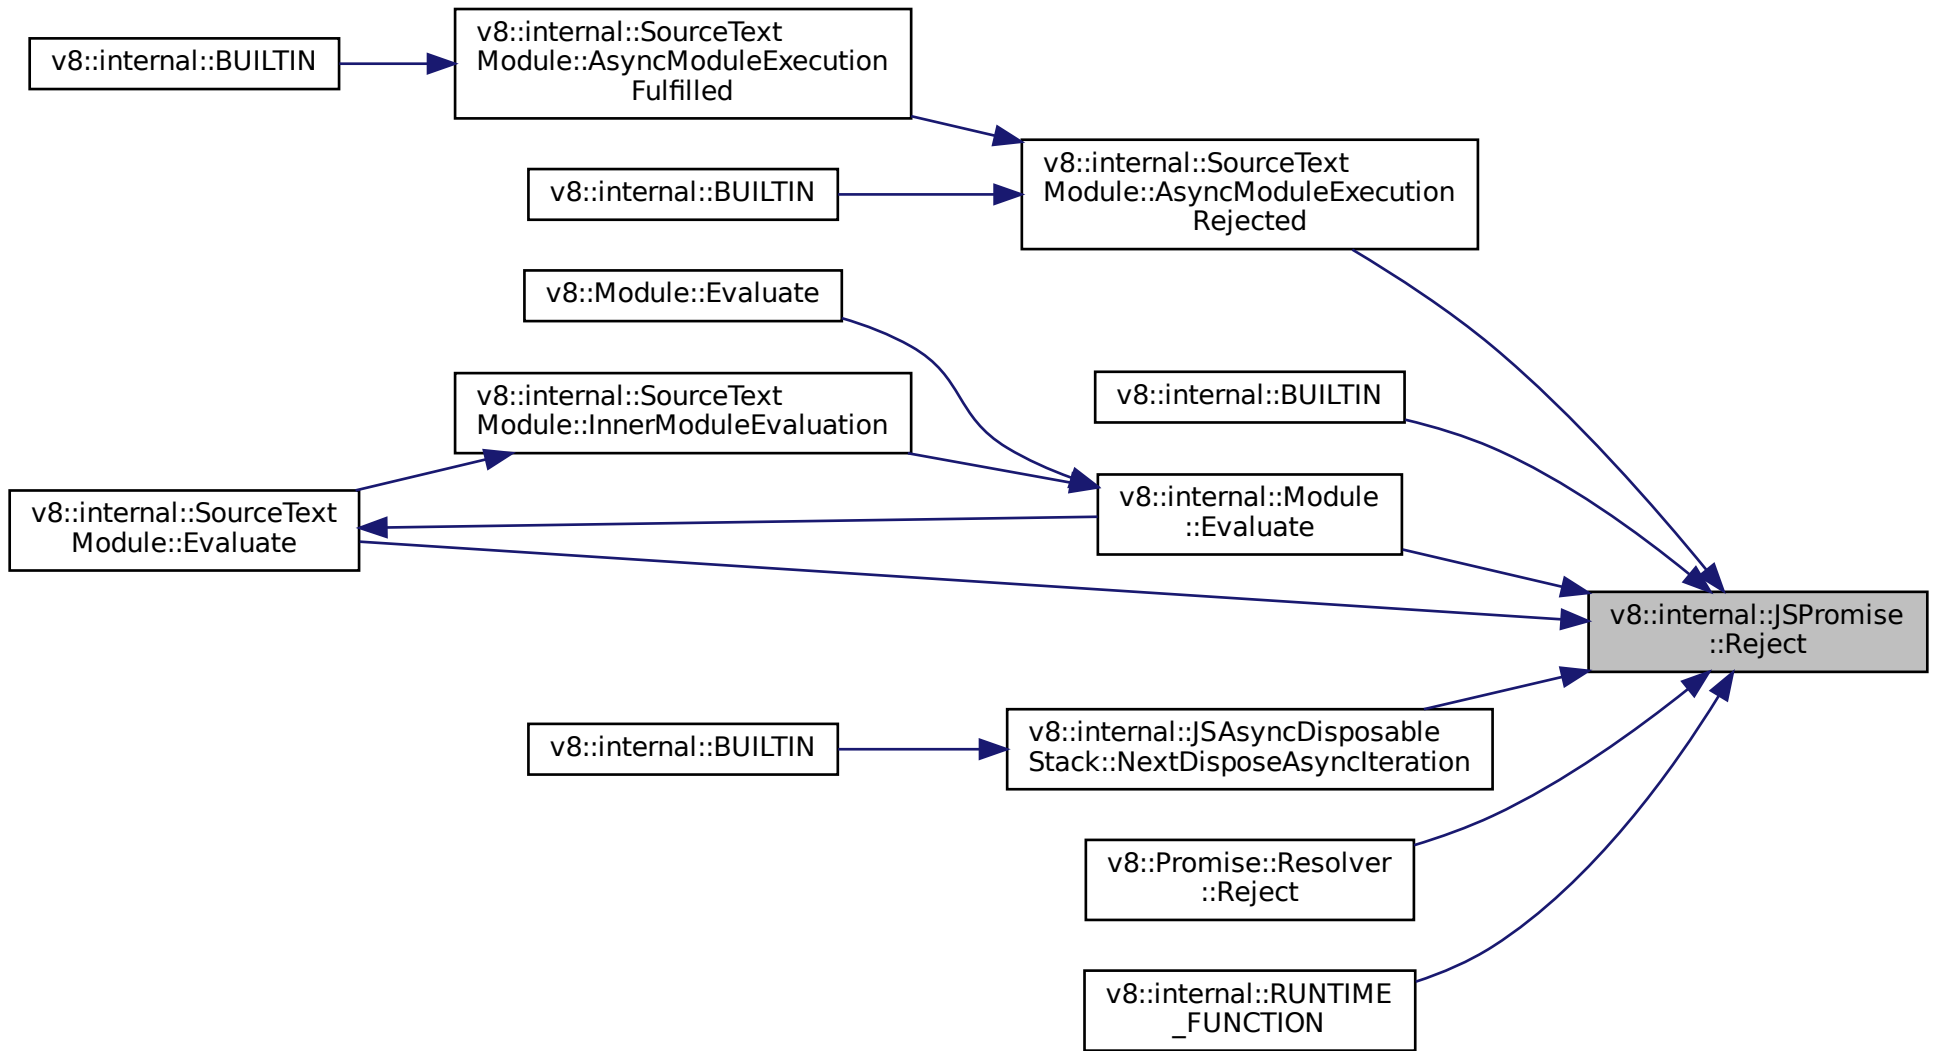 v8::internal::SourceText
Module::AsyncModuleExecution
Fulfilled
v8::internal::BUILTIN
v8::internal::SourceText
Module::AsyncModuleExecution
Rejected
v8::internal::BUILTIN
v8::Module::Evaluate
v8::internal::SourceText
Module::InnerModuleEvaluation
v8::internal::BUILTIN
v8::internal::SourceText
Module::Evaluate
v8::internal::Module
::Evaluate
v8::internal::JSPromise
::Reject
v8::internal::BUILTIN
v8::internal::JSAsyncDisposable
Stack::NextDisposeAsyncIteration
v8::Promise::Resolver
::Reject
v8::internal::RUNTIME
_FUNCTION